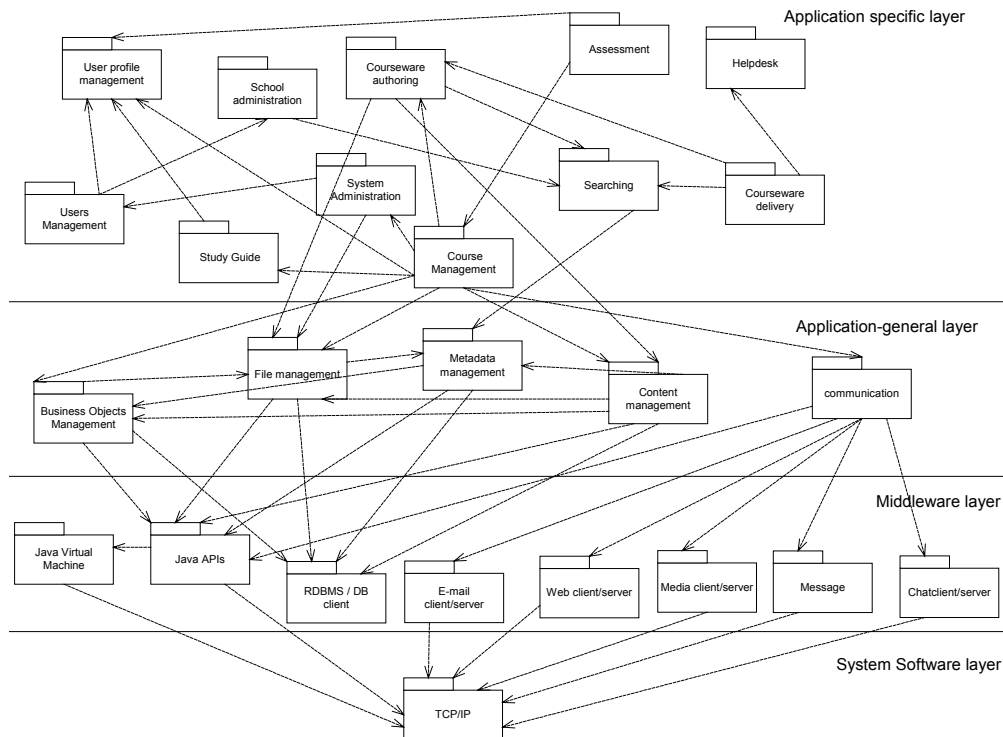 Application specific layer
User profile
management
School
administration
Courseware
authoring
Assessment
Helpdesk
Users
Management
Study Guide
System
Administration
Course
Management
Searching
Courseware
delivery
Application-general layer
Business Objects
Management
File management
Metadata
management
Content
management
communication
Middleware layer
Java Virtual
Machine
Java APIs
RDBMS / DB
client
E-mail
client/server
Web client/server
Media client/server
Message
Chatclient/server
System Software layer
TCP/IP